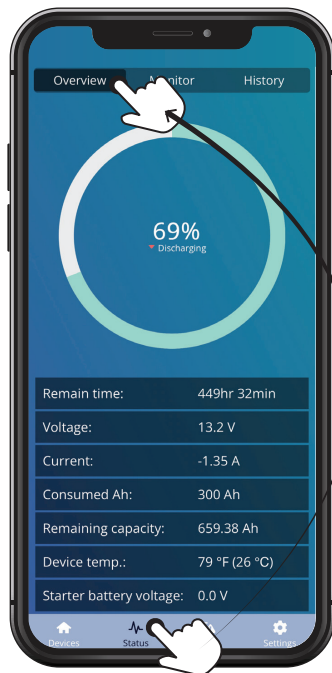 Overview Monitor History
69%
Discharging
Remain time: 449hr 32min
Voltage: 13.2 V
Current: -1.35 A
Consumed Ah: 300 Ah
Remaining capacity: 659.38 Ah
Device temp.: 79 °F (26 °C)
Starter battery voltage: 0.0 V
Devices Status Settings